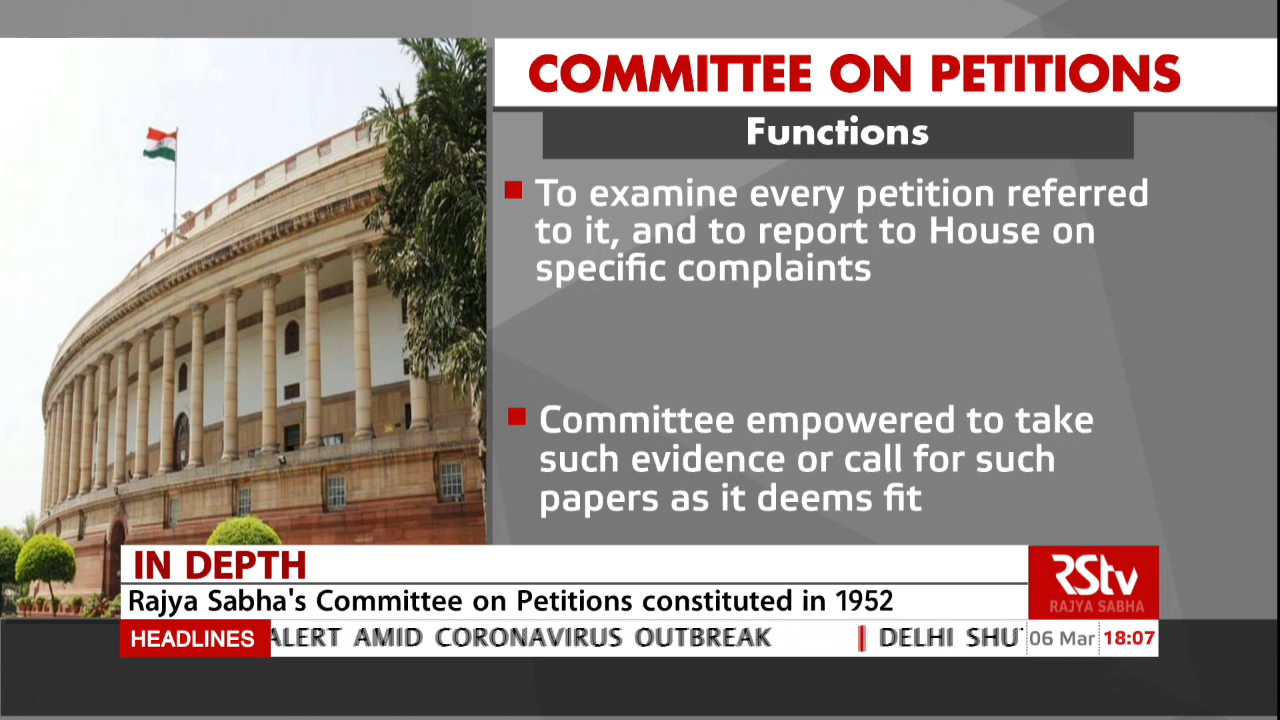 COMMITTEE ON PETITIONS
Functions
To examine every petition referred
to it, and to report to House on
specific complaints
Committee empowered to take
such evidence or call for such
papers as it deems fit
IN DEPTH
Rajya Sabha's Committee on Petitions constituted in 1952
RStv
RAJYA SABHA
HEADLINES ALERT AMID CORONAVIRUS OUTBREAK | DELHI SHU 06 Mar 18:07